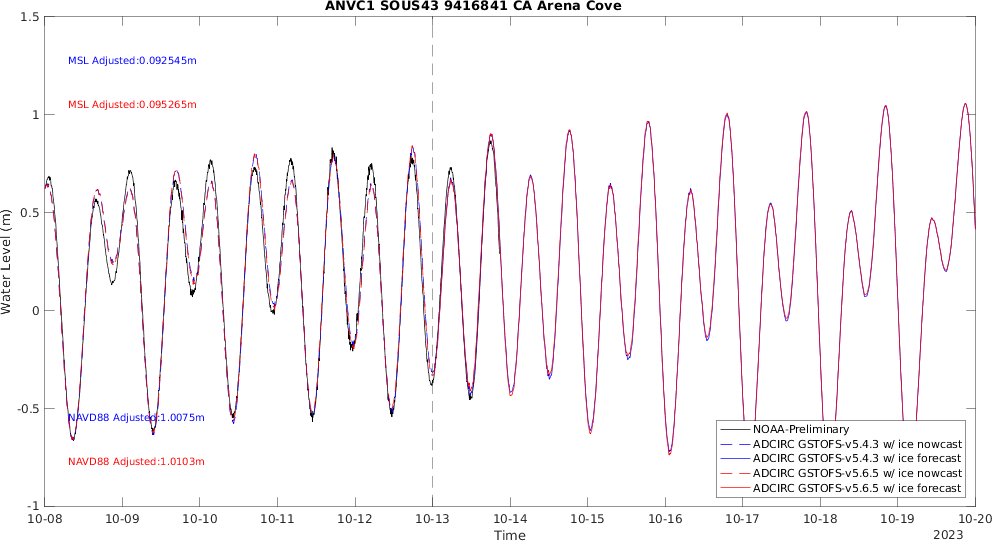 ANVC1 SOUS43 9416841 CA Arena Cove
1.5
1
0.5
0
-0.5
-1
Water Level (m)
MSL Adjusted:0.092545m
MSL Adjusted:0.095265m
NAVD88 Adjusted:1.0075m
NAVD88 Adjusted:1.0103m
NOAA-Preliminary
ADCIRC GSTOFS-v5.4.3 w/ ice nowcast
ADCIRC GSTOFS-v5.4.3 w/ ice forecast
ADCIRC GSTOFS-v5.6.5 w/ ice nowcast
ADCIRC GSTOFS-v5.6.5 w/ ice forecast
10-08 10-09 10-10 10-11 10-12 10-13 10-14 10-15 10-16 10-17 10-18 10-19 10-20
Time
2023